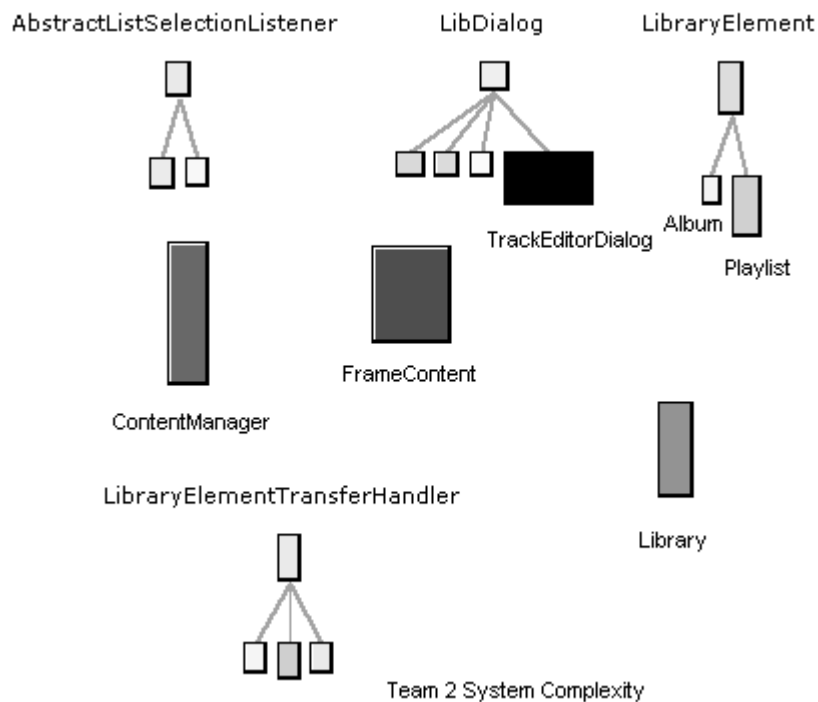 AbstractListSelectionListener
LibDialog
LibraryElement
TrackEditorDialog
Album
Playlist
FrameContent
ContentManager
LibraryElementTransferHandler
Library
Team 2 System Complexity